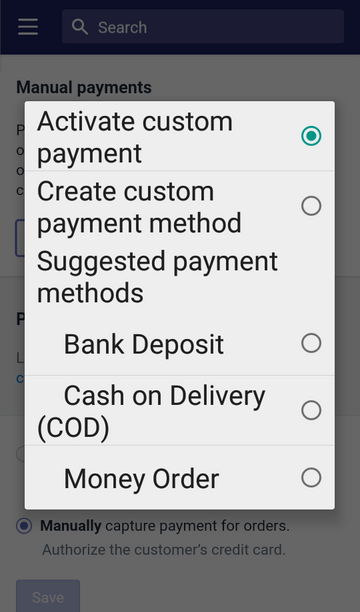 Search
Manual payments
Activate custom
payment
Create custom
payment method
Suggested payment
methods
Bank Deposit
Cash on Delivery
(COD)
Money Order
Manually capture payment for orders.
Authorize the customer's credit card.
Save